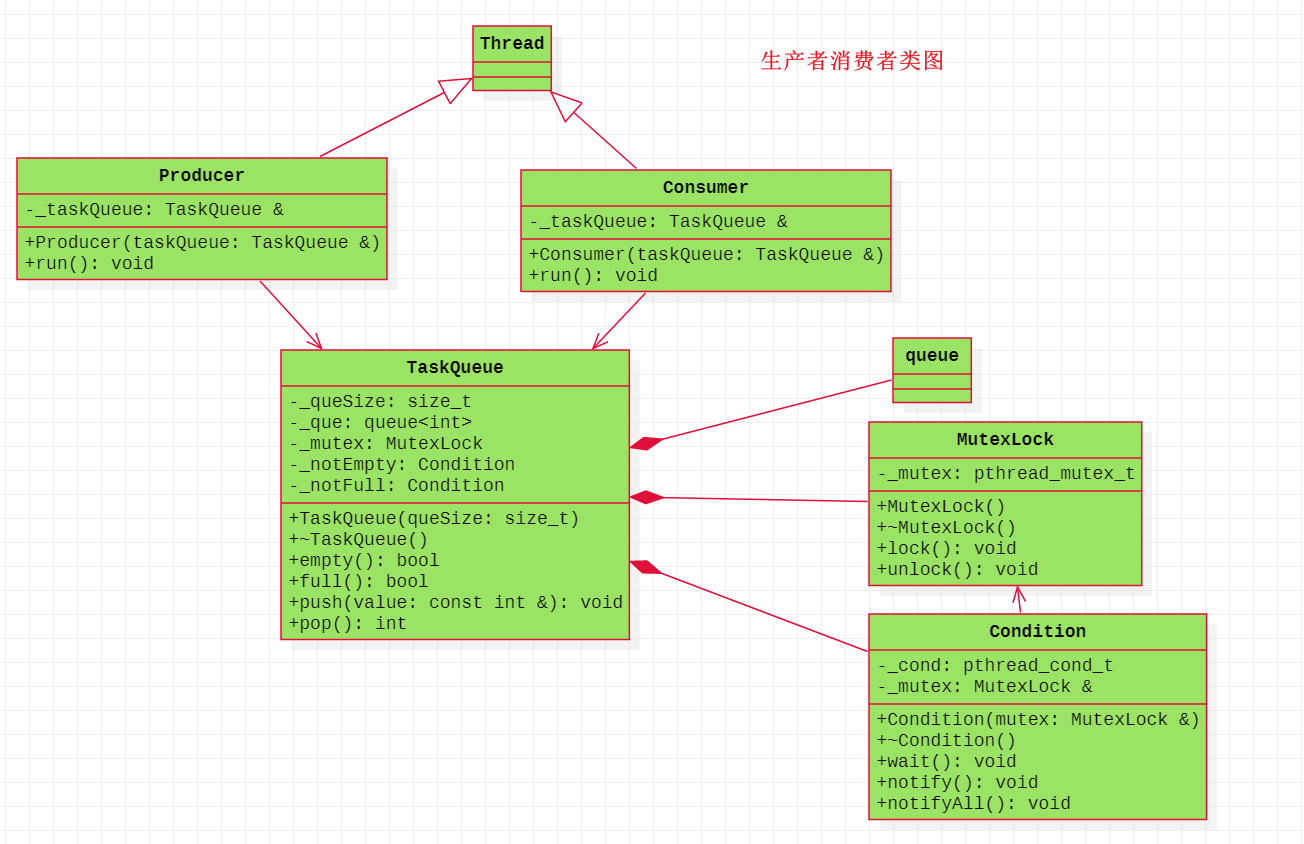 Thread
生产者消费者类图
Producer
-_taskQueue: TaskQueue &
+Producer(taskQueue: TaskQueue &)
+run(): void
Consumer
-_taskQueue: TaskQueue &
+Consumer(taskQueue: TaskQueue &)
+run(): void
TaskQueue
-_queSize: size_t
-_que: queue<int>
-_mutex: MutexLock
-_notEmpty: Condition
-_notFull: Condition
+TaskQueue(queSize: size_t)
+~TaskQueue()
+empty(): bool
+full(): bool
+push(value: const int &): void
+pop(): int
queue
MutexLock
-_mutex: pthread_mutex_t
+MutexLock()
+~MutexLock()
+lock(): void
+unlock(): void
Condition
-_cond: pthread_cond_t
-_mutex: MutexLock &
+Condition(mutex: MutexLock &)
+~Condition()
+wait(): void
+notify(): void
+notifyAll(): void